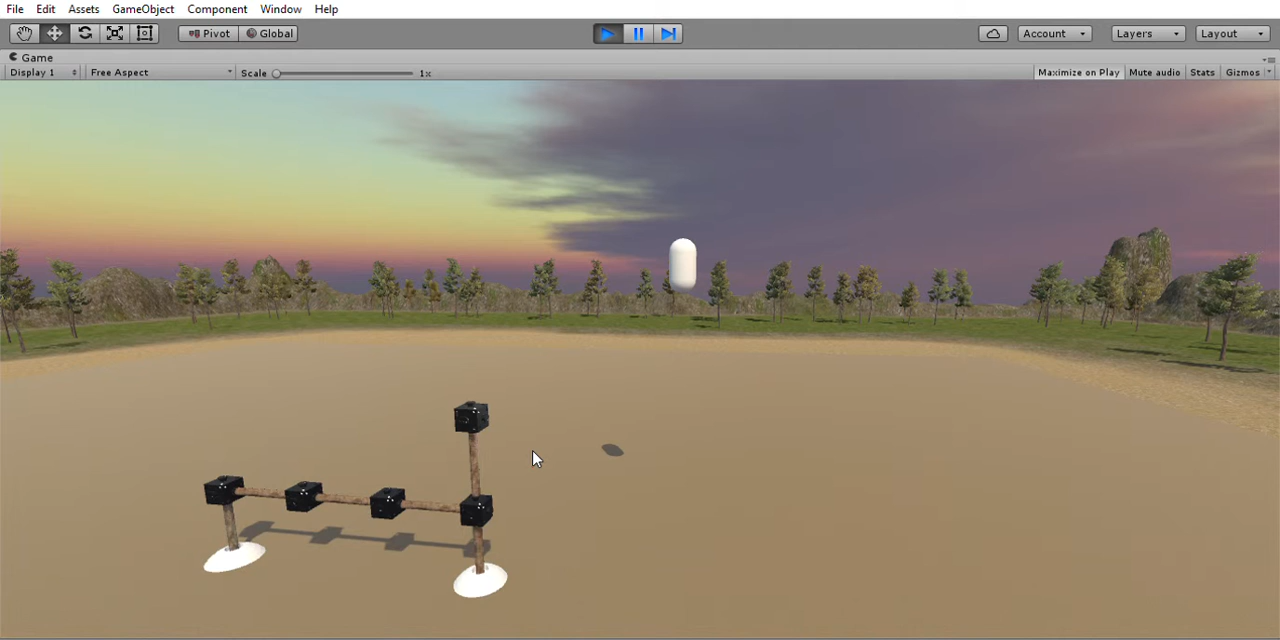 File Edit Assets GameObject Component Window Help
Pivot Global Account Layers Layout
Game
Display 1 Free Aspect Scale 1x Maximize on Play Mute audio Stats Gizmos